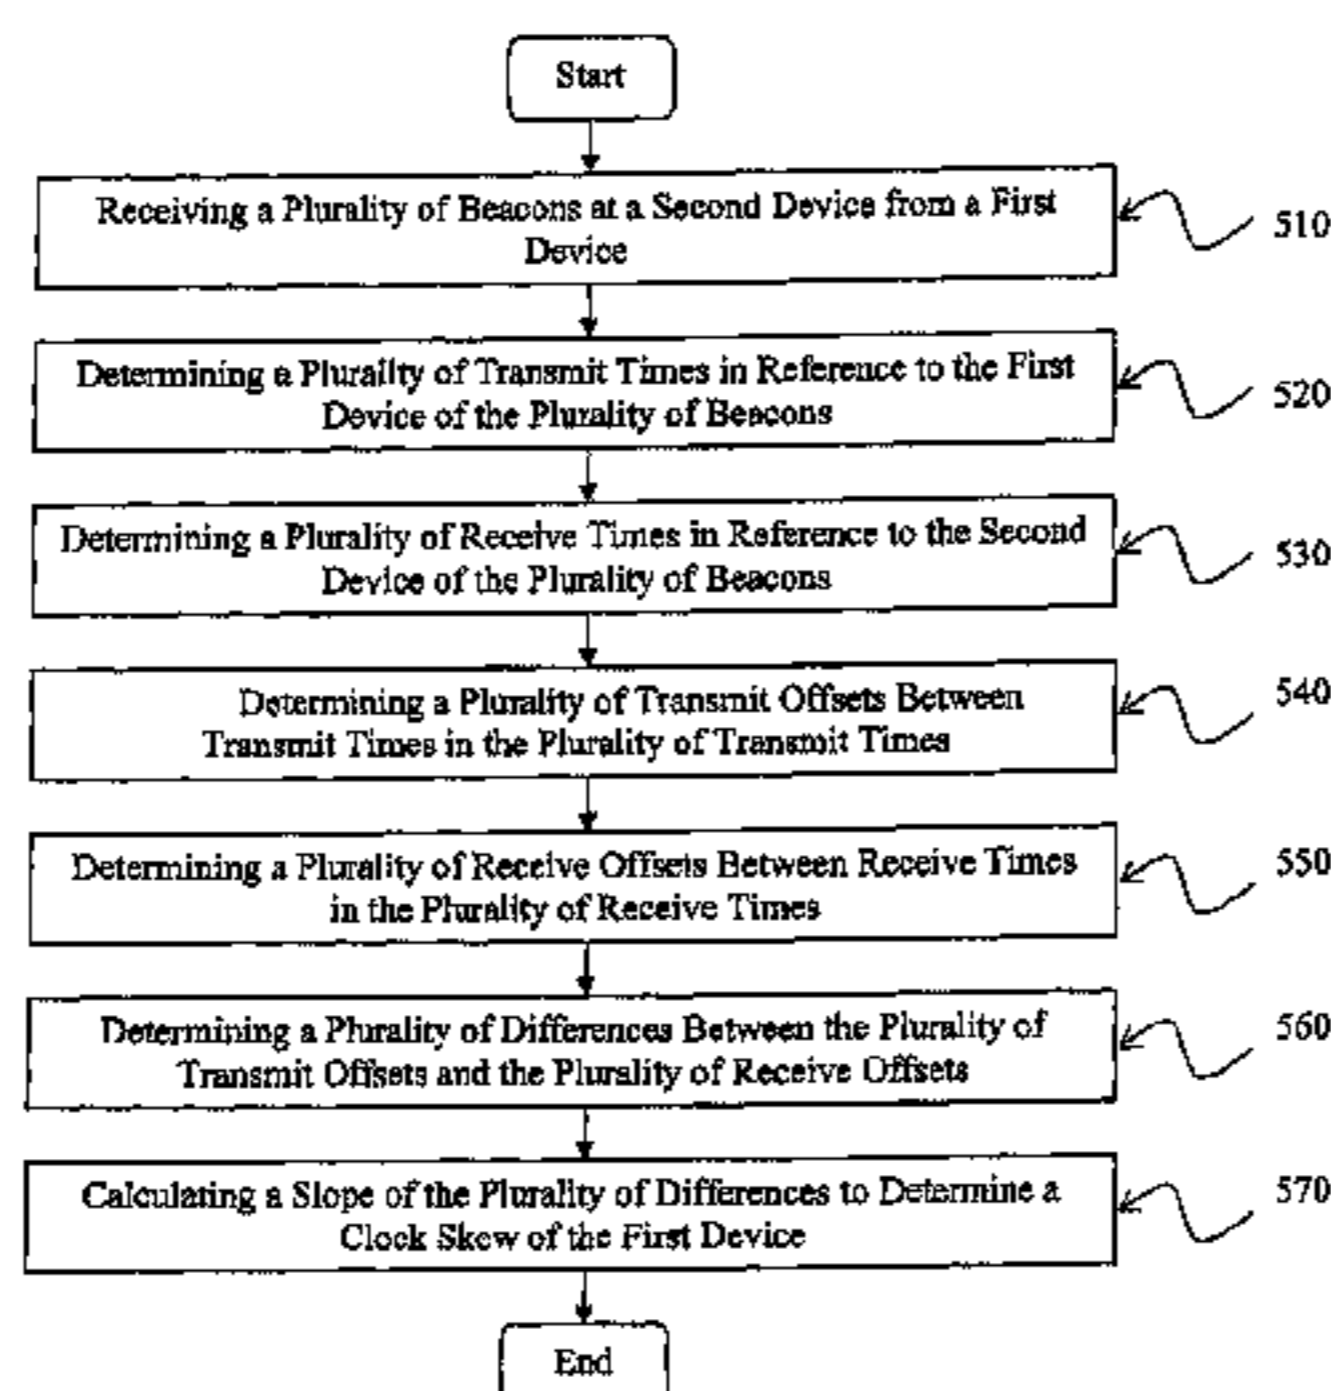 Start
Receiving a Plurality of Beacons at a Second Device from a First
Device
510
Determining a Plurality of Transmit Times in Reference to the First
Device of the Plurality of Beacons
520
Determining a Plurality of Receive Times in Reference to the Second
Device of the Plurality of Beacons
530
Determining a Plurality of Transmit Offsets Between
Transmit Times in the Plurality of Transmit Times
540
Determining a Plurality of Receive Offsets Between Receive Times
in the Plurality of Receive Times
550
Determining a Plurality of Differences Between the Plurality of
Transmit Offsets and the Plurality of Receive Offsets
560
Calculating a Slope of the Plurality of Differences to Determine a
Clock Skew of the First Device
570
End